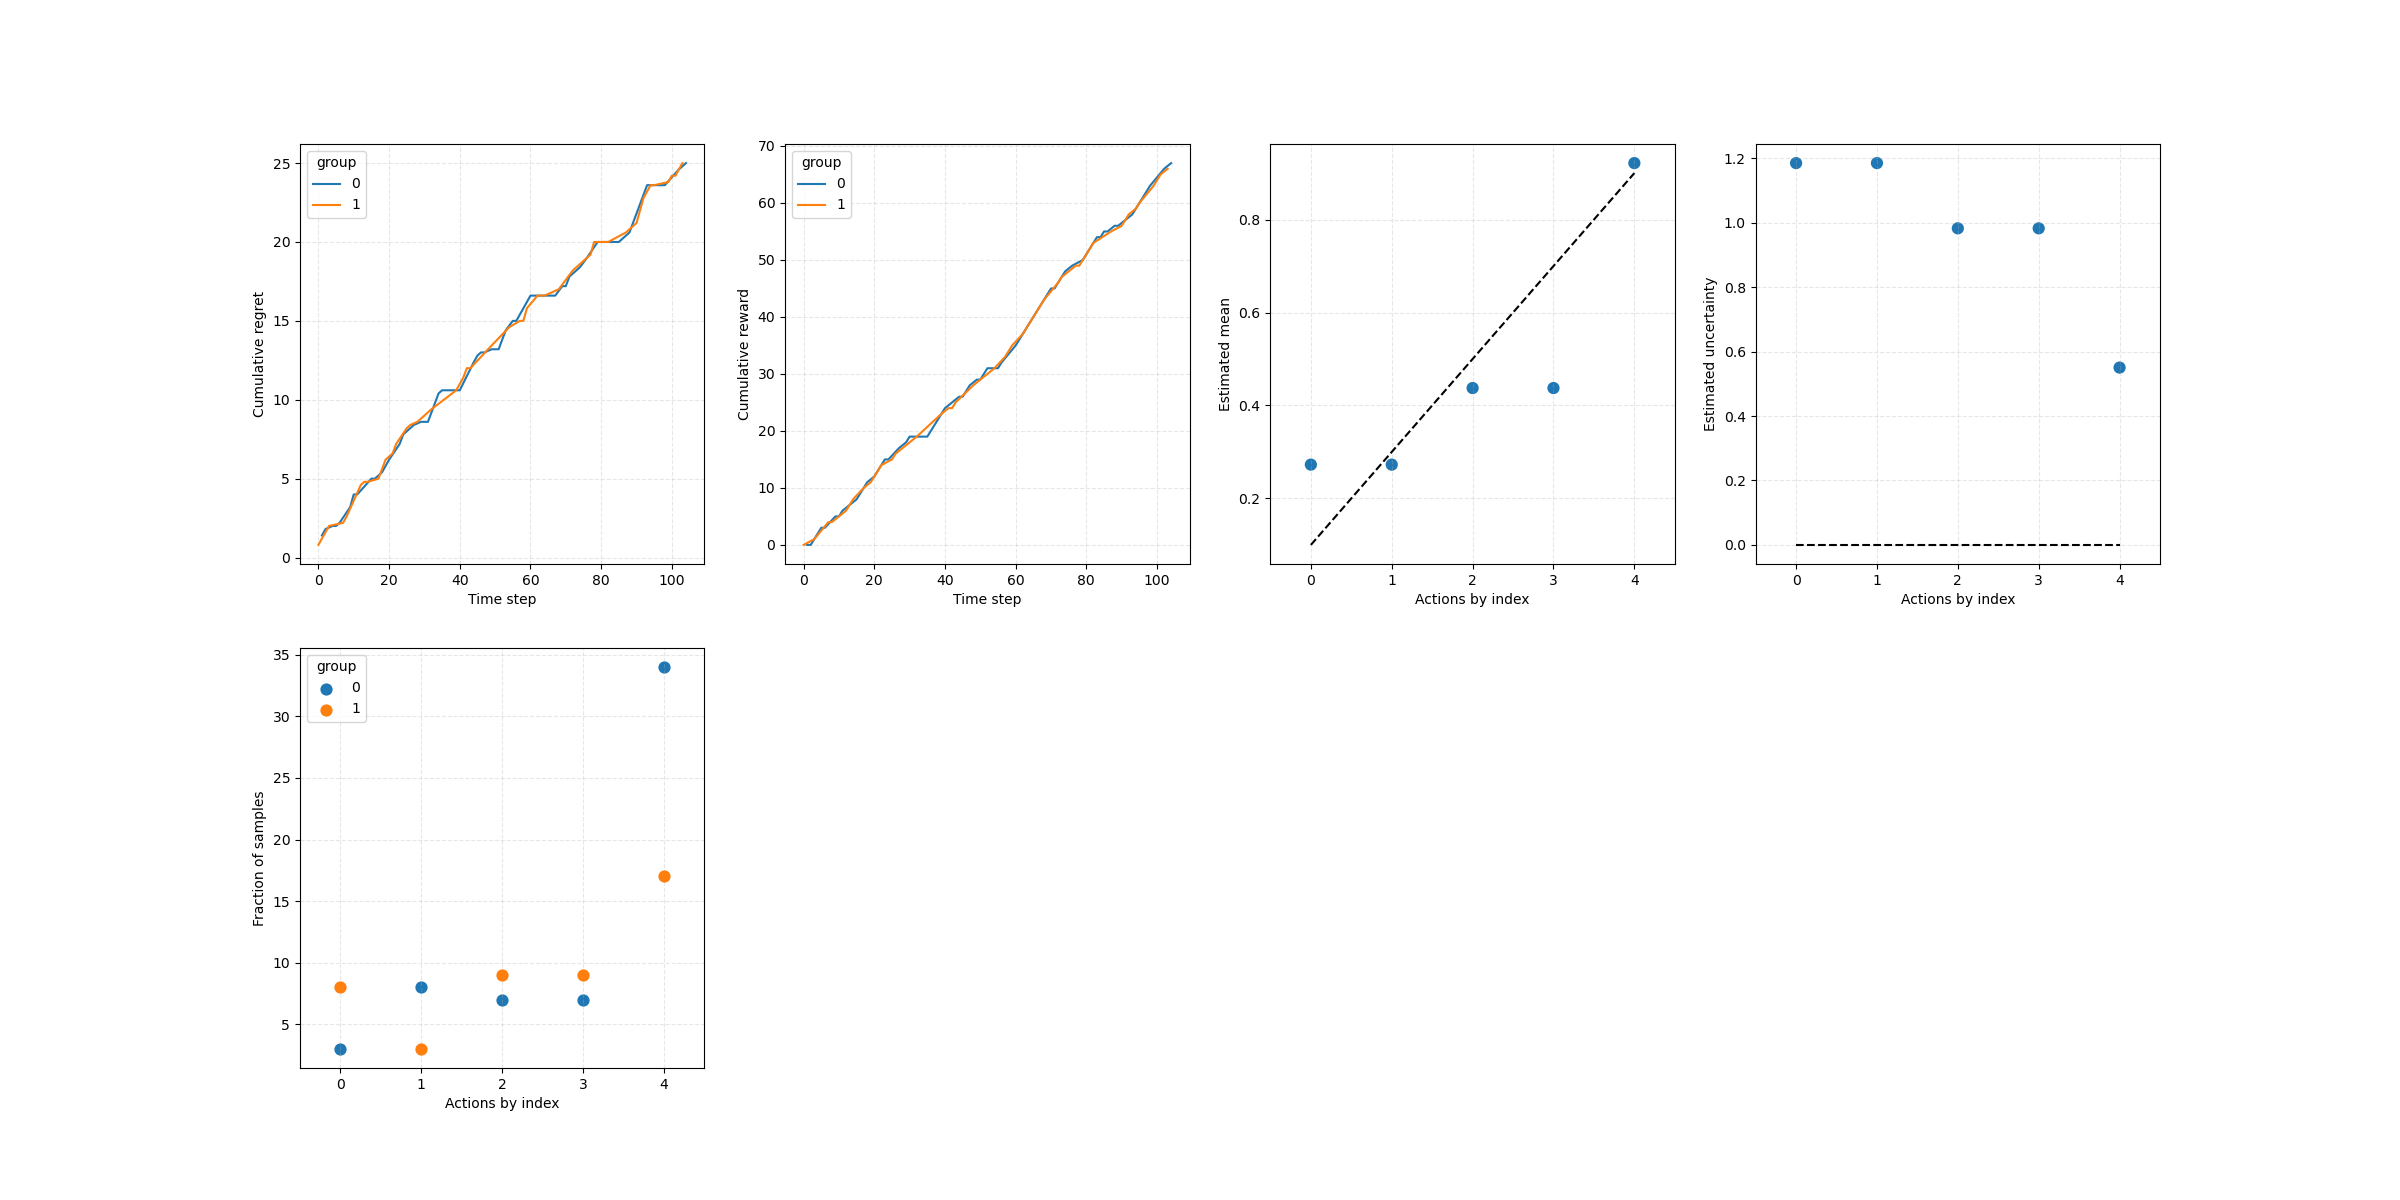 group
0
1
25
20
15
10
5
0
Cumulative regret
0 20 40 60 80 100
Time step
group
0
1
70
60
50
40
30
20
10
0
Cumulative reward
0 20 40 60 80 100
Time step
0.8
0.6
0.4
0.2
Estimated mean
0 1 2 3 4
Actions by index
1.2
1.0
0.8
0.6
0.4
0.2
0.0
Estimated uncertainty
0 1 2 3 4
Actions by index
group
0
1
35
30
25
20
15
10
5
Fraction of samples
0 1 2 3 4
Actions by index